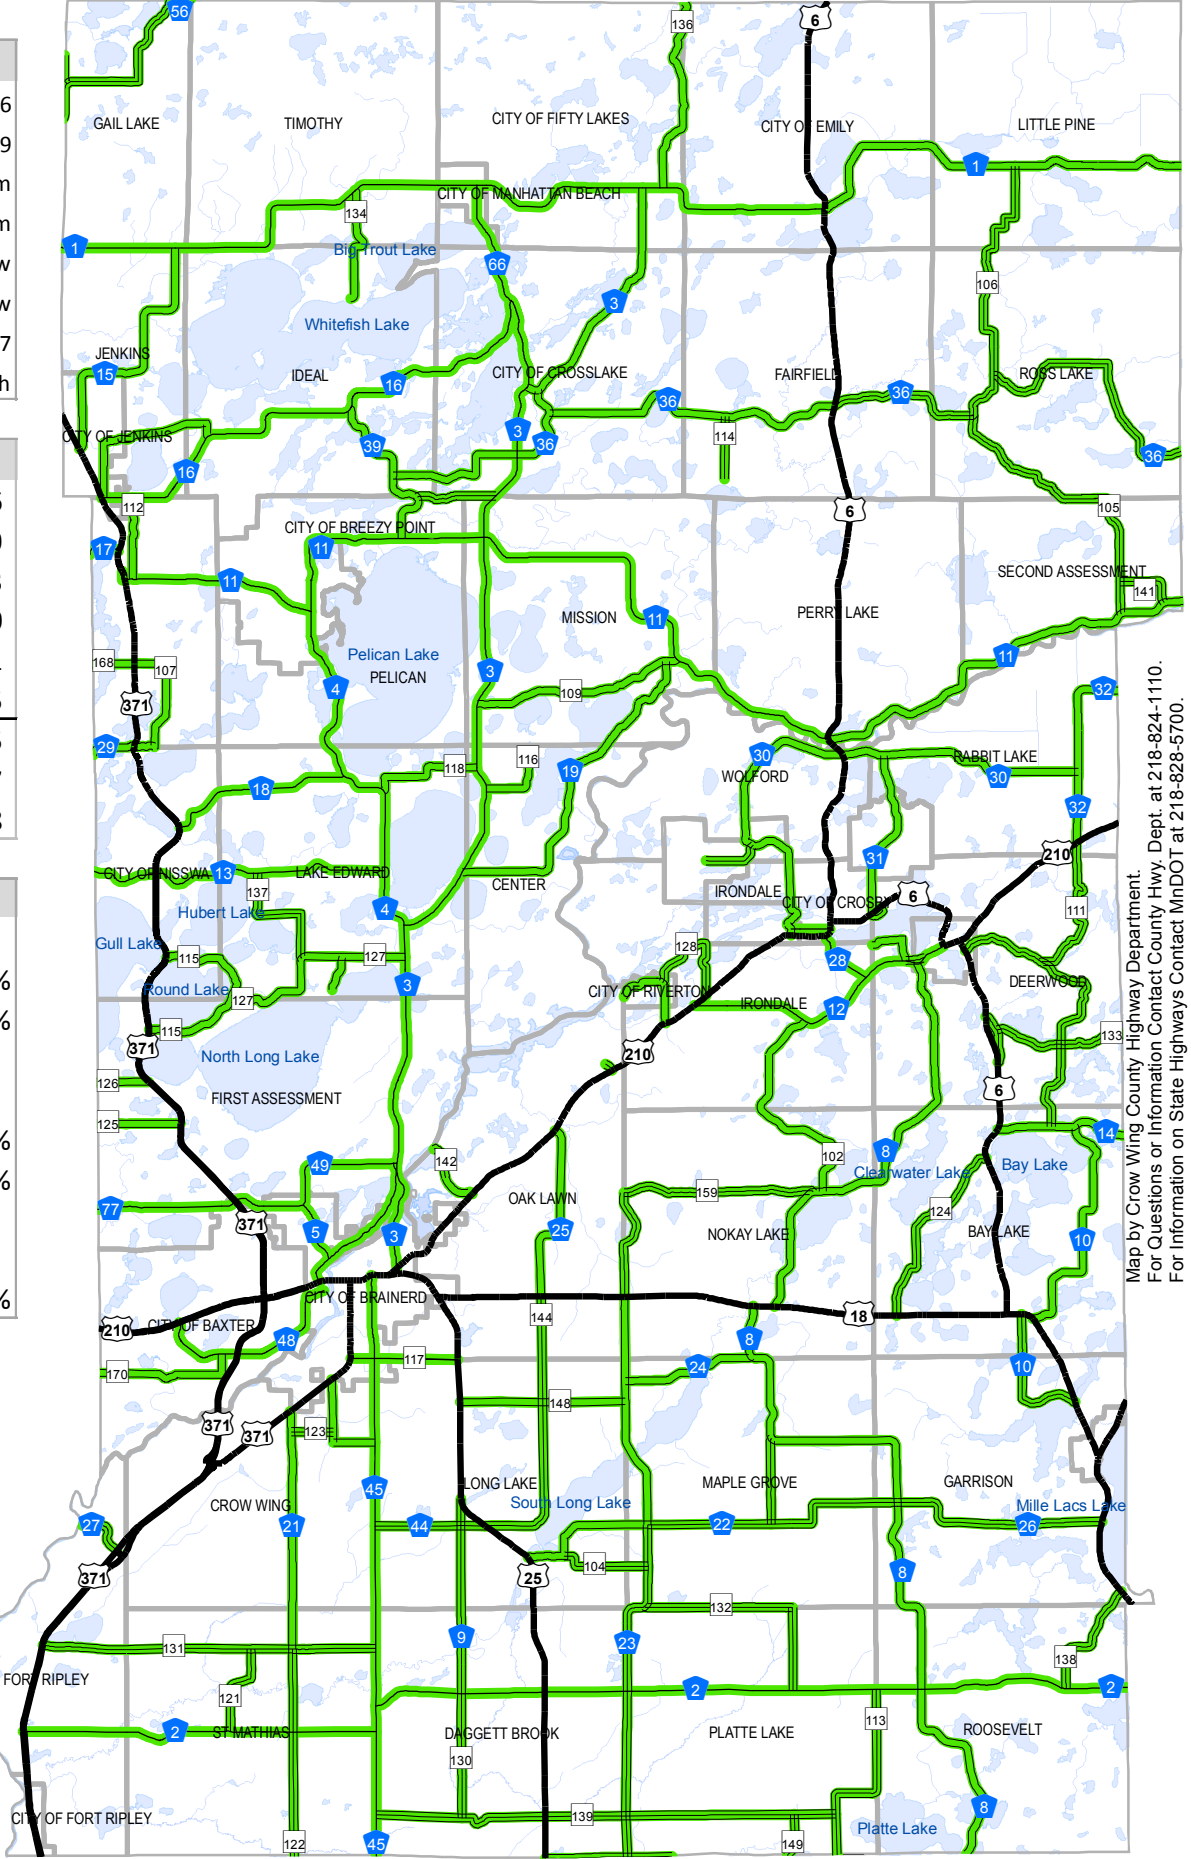 56
136
6
6
9
m
m
w
w
7
h
GAIL LAKE
TIMOTHY
CITY OF FIFTY LAKES
CITY OF EMILY
LITTLE PINE
1
CITY OF MANHATTAN BEACH
134
1
Big Trout Lake
66
106
3
Whitefish Lake
JENKINS
15
IDEAL
16
CITY OF CROSSLAKE
FAIRFIELD
ROSS LAKE
36
36
CITY OF JENKINS
39
3
36
114
36
16
112
105
6
17
CITY OF BREEZY POINT
11
11
SECOND ASSESSMENT
141
MISSION
11
PERRY LAKE
Pelican Lake
PELICAN
11
168
107
3
4
109
32
371
29
118
116
19
30
WOLFORD
RABBIT LAKE
30
18
32
210
31
CITY OF NISSWA
13
LAKE EDWARD
CENTER
137
IRONDALE
CITY OF CROSBY
6
4
Hubert Lake
111
Gull Lake
115
127
128
28
3
DEERWOOD
%
Round Lake
127
CITY OF RIVERTON
IRONDALE
12
%
115
133
371
North Long Lake
210
126
6
FIRST ASSESSMENT
125
14
%
49
142
102
8
Clearwater Lake
Bay Lake
%
77
OAK LAWN
159
124
371
5
3
25
NOKAY LAKE
BAY LAKE
10
%
CITY OF BRAINERD
144
18
210
CITY OF BAXTER
48
8
117
24
10
170
148
371
371
123
45
LONG LAKE
MAPLE GROVE
GARRISON
CROW WING
South Long Lake
Mille Lacs Lake
27
21
44
22
26
104
371
25
8
132
9
23
131
138
FORT RIPLEY
121
2
2
113
2
ST MATHIAS
DAGGETT BROOK
PLATTE LAKE
ROOSEVELT
130
8
CITY OF FORT RIPLEY
139
Platte Lake
122
45
149
Map by Crow Wing County Highway Department.
For Questions or Information Contact County Hwy. Dept. at 218-824-1110.
For Information on State Highways Contact MnDOT at 218-828-5700.